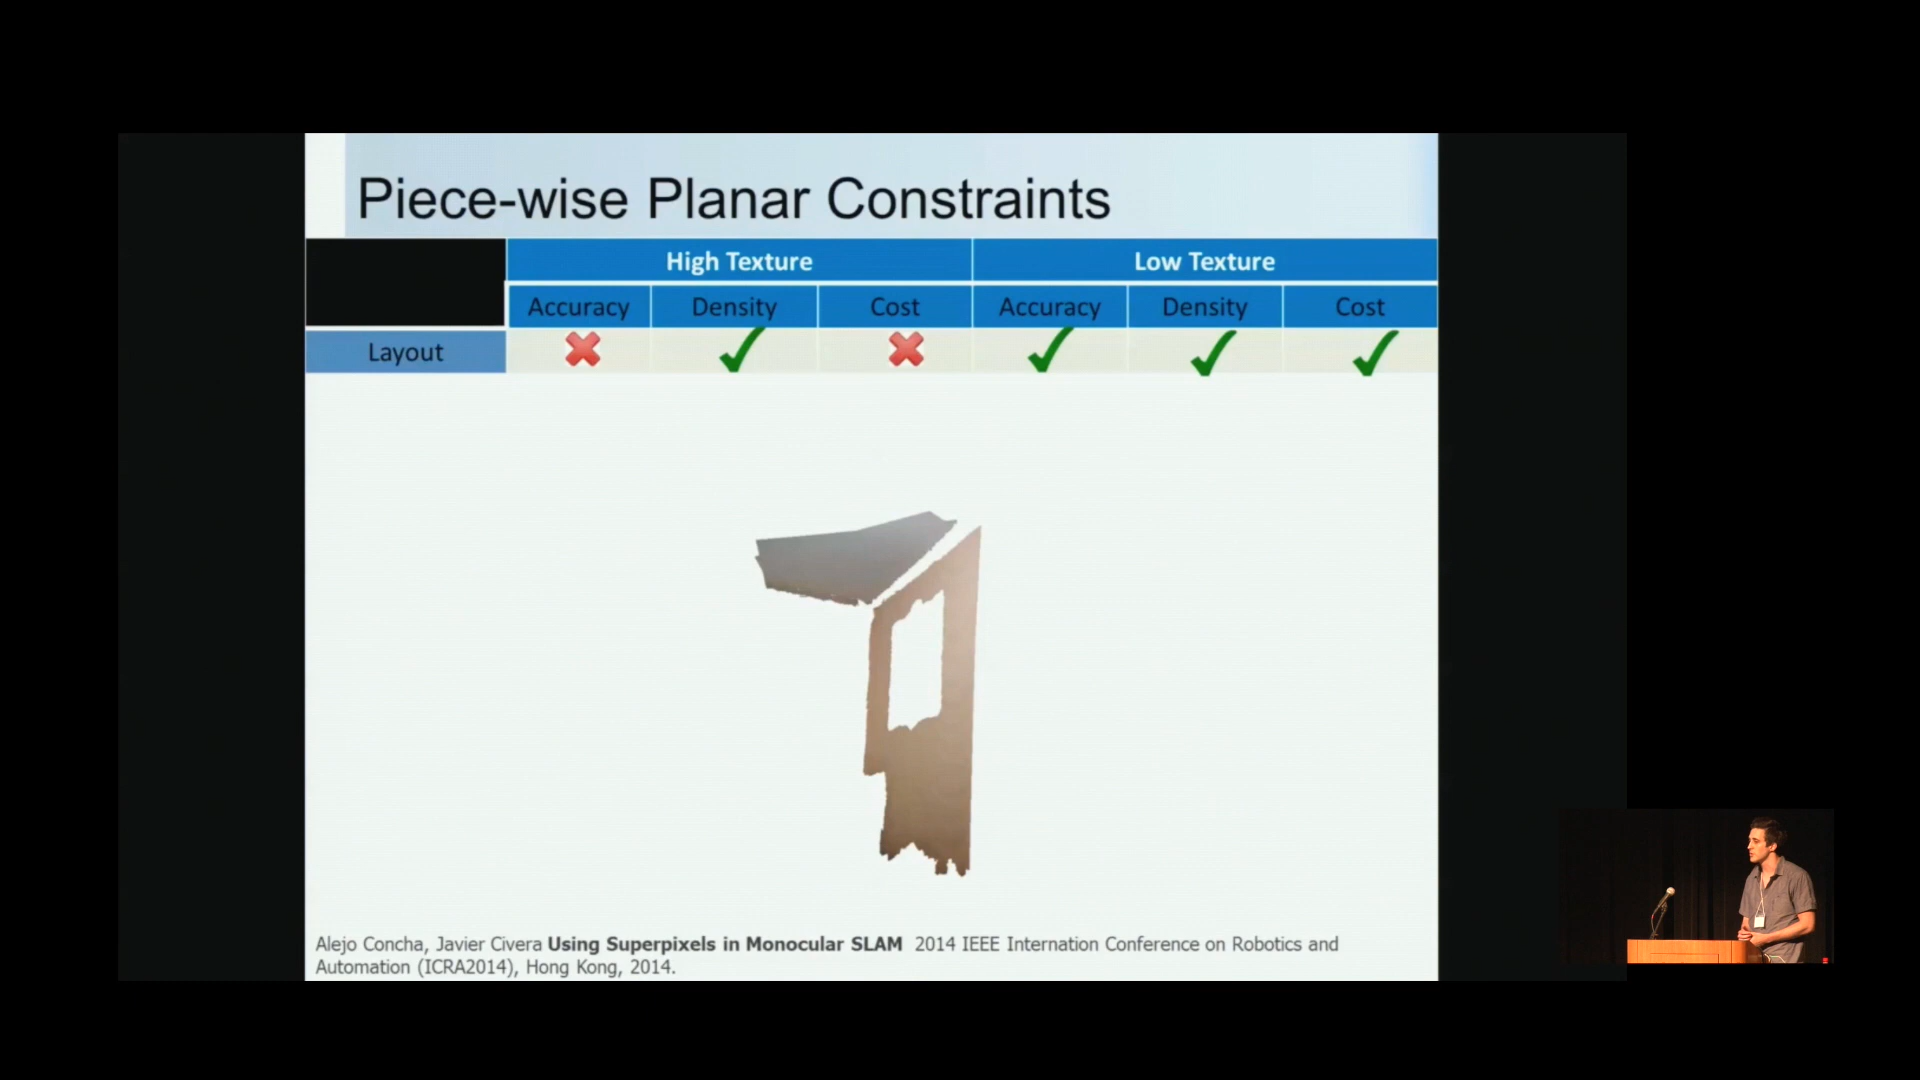 Piece-wise Planar Constraints
High Texture Low Texture
Accuracy Density Cost Accuracy Density Cost
Layout
Alejo Concha, Javier Civera Using Superpixels in Monocular SLAM 2014 IEEE Internation Conference on Robotics and
Automation (ICRA2014), Hong Kong, 2014.